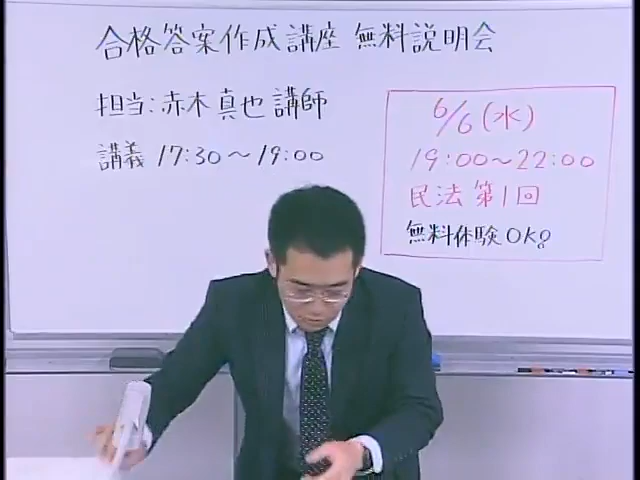 合格答案作成講座 無料説明会
担当:赤木真也講師
講義 17:30～19:00
6/6(水)
19:00～22:00
民法 第1回
無料体験OK!